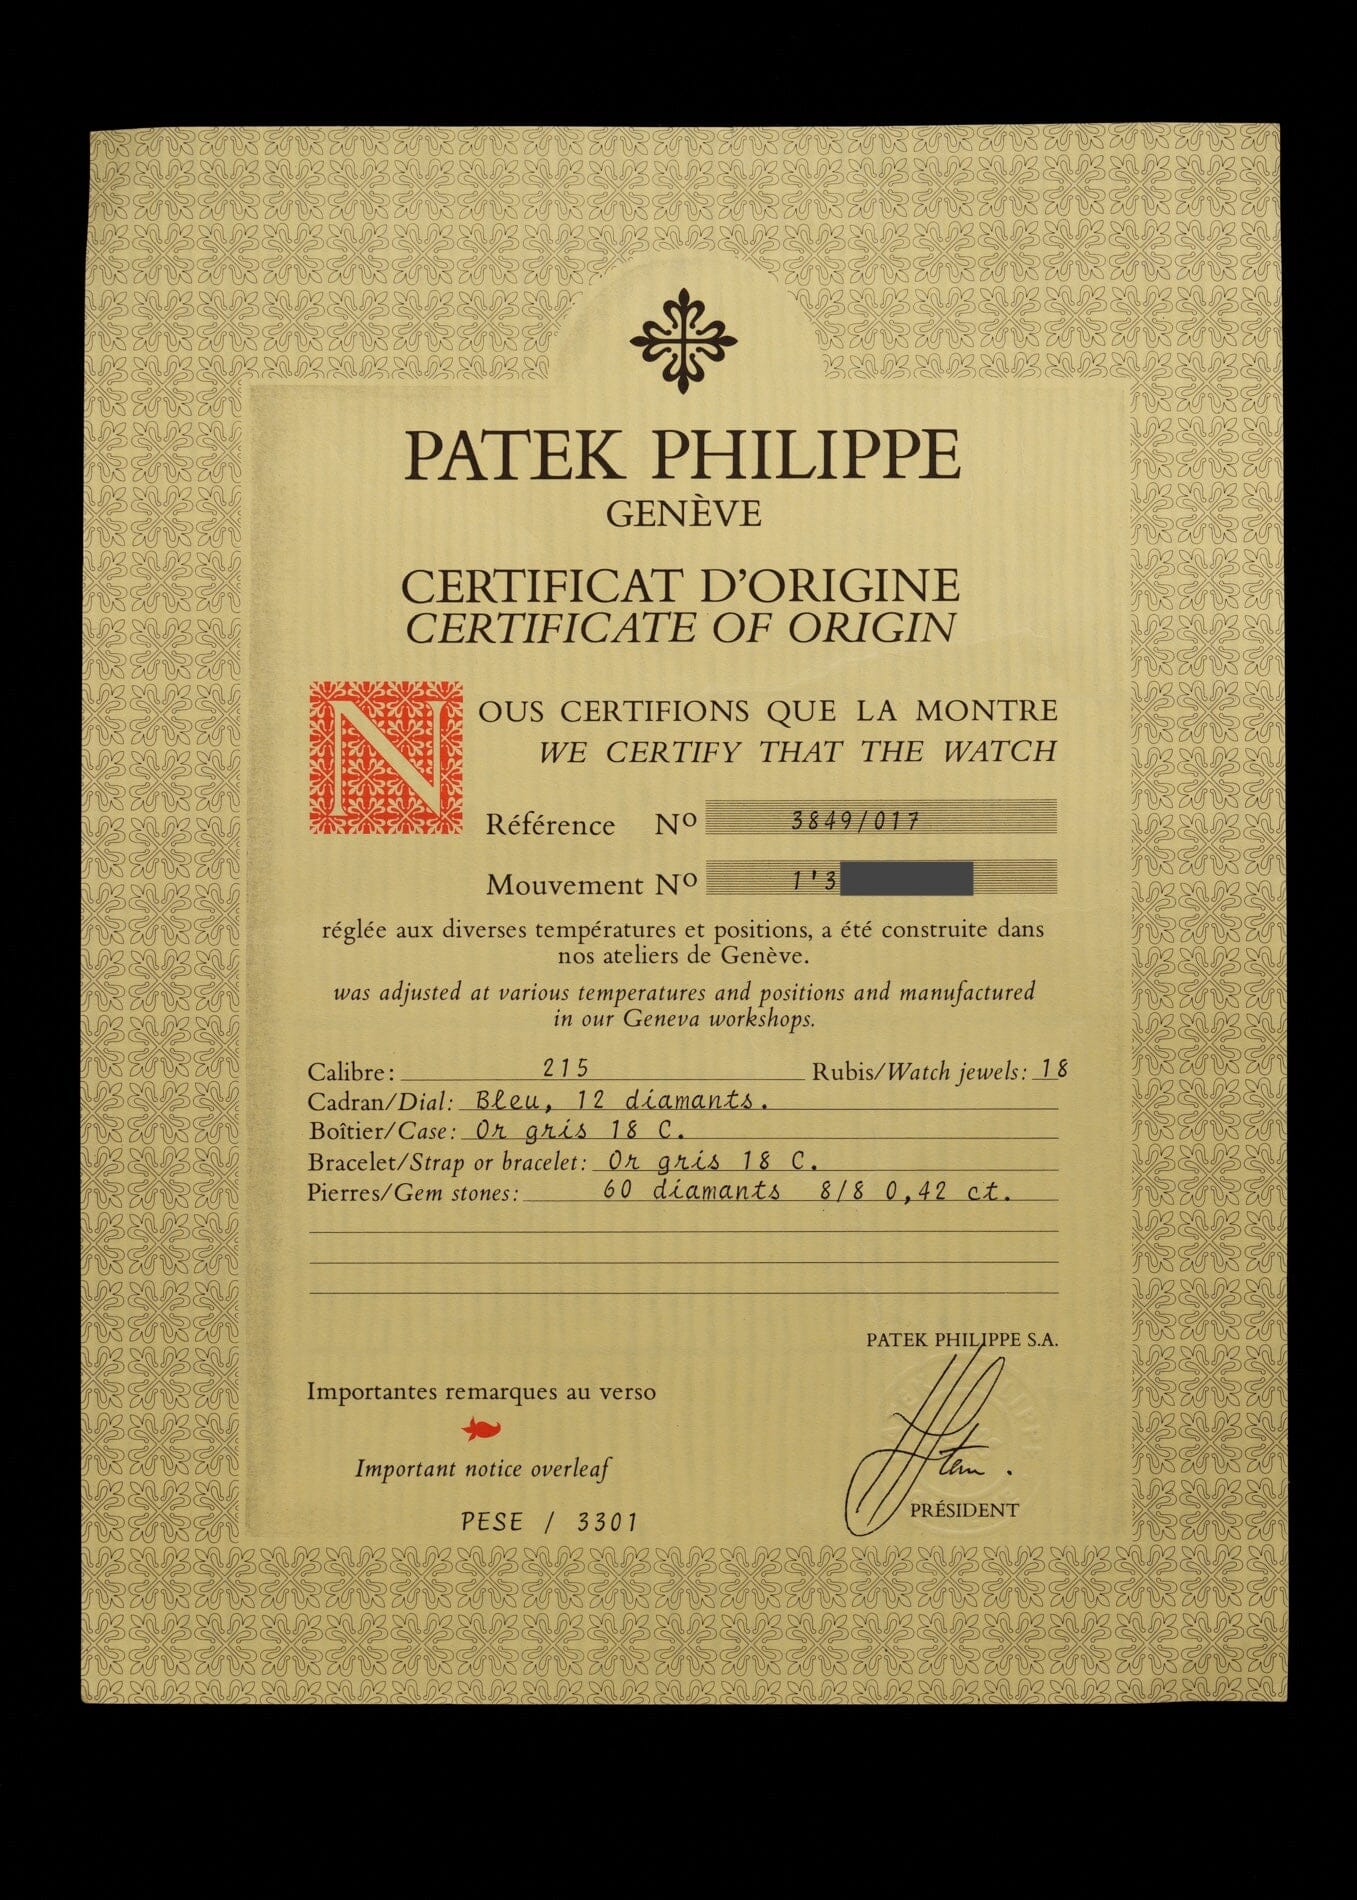 PATEK PHILIPPE
GENÈVE
CERTIFICAT D'ORIGINE
CERTIFICATE OF ORIGIN
NOUS CERTIFIONS QUE LA MONTRE
WE CERTIFY THAT THE WATCH
Référence Nº 3849/017
Mouvement Nº 1'3
réglée aux diverses températures et positions, a été construite dans
nos ateliers de Genève.
was adjusted at various temperatures and positions and manufactured
in our Geneva workshops.
Calibre: 215 Rubis/Watch jewels: 18
Cadran/Dial: Bleu, 12 diamants.
Boîtier/Case: Or gris 18 C.
Bracelet/Strap or bracelet: Or gris 18 C.
Pierres/Gem stones: 60 diamants 8/8 0,42 ct.
PATEK PHILIPPE S.A.
Importantes remarques au verso
Important notice overleaf
PRÉSIDENT
PESE / 3301